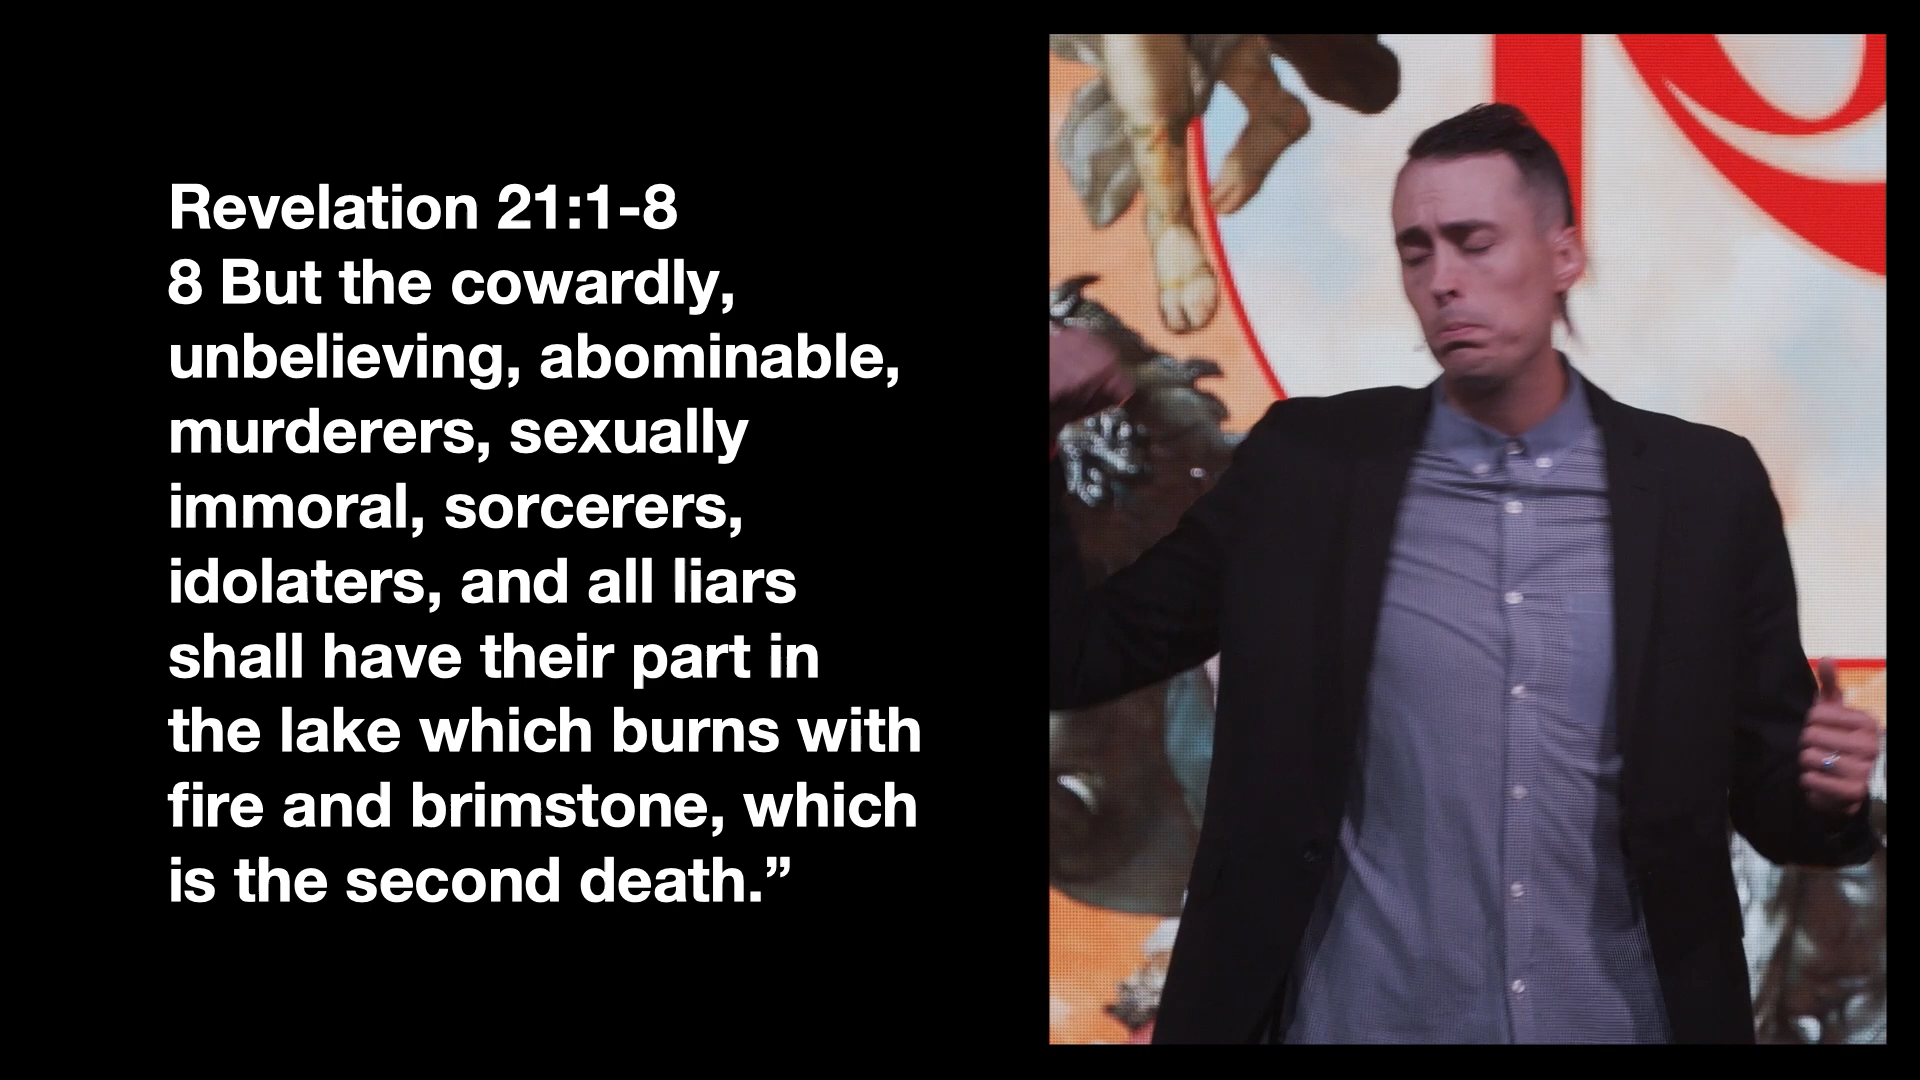 Revelation 21:1-8
8 But the cowardly,
unbelieving, abominable,
murderers, sexually
immoral, sorcerers,
idolaters, and all liars
shall have their part in
the lake which burns with
fire and brimstone, which
is the second death.”